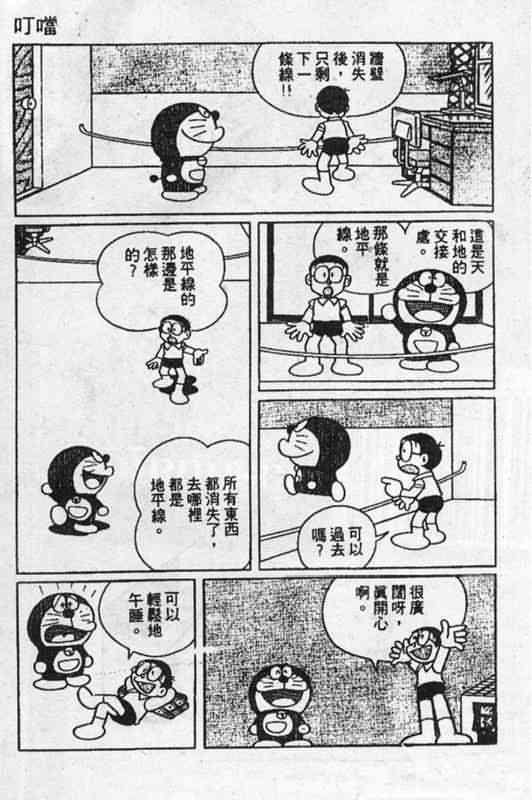 叮噹
牆壁
消失
後，
只剩
下一
條線!!
這是天
和地的
交接
處。
那條就是
地平
線。
地平線的
那邊是
怎樣
的？
可以
過去
嗎？
所有東西
都消失了，
去哪裡
都是
地平線。
很廣
闊呀，
眞開心
啊。
可以
輕鬆地
午睡。